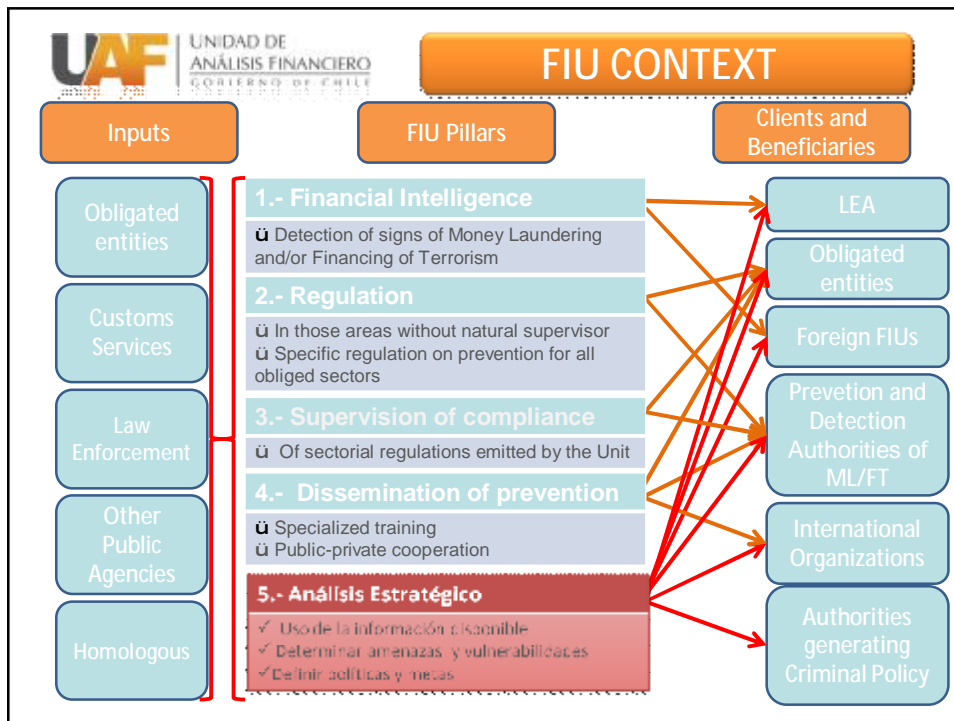 UAF
UNIDAD DE
ANÁLISIS FINANCIERO
GOBIERNO DE CHILE
FIU CONTEXT
Inputs
FIU Pillars
Clients and
Beneficiaries
Obligated
entities
Customs
Services
Law
Enforcement
Other
Public
Agencies
Homologous
1.- Financial Intelligence
ü Detection of signs of Money Laundering
and/or Financing of Terrorism
2.- Regulation
ü In those areas without natural supervisor
ü Specific regulation on prevention for all
obliged sectors
3.- Supervision of compliance
ü Of sectorial regulations emitted by the Unit
4.- Dissemination of prevention
ü Specialized training
ü Public-private cooperation
5.- Análisis Estratégico
✓ Uso de la información disponible
✓ Determinar amenazas y vulnerabilidades
✓ Definir políticas y metas
LEA
Obligated
entities
Foreign FIUs
Prevetion and
Detection
Authorities of
ML/FT
International
Organizations
Authorities
generating
Criminal Policy